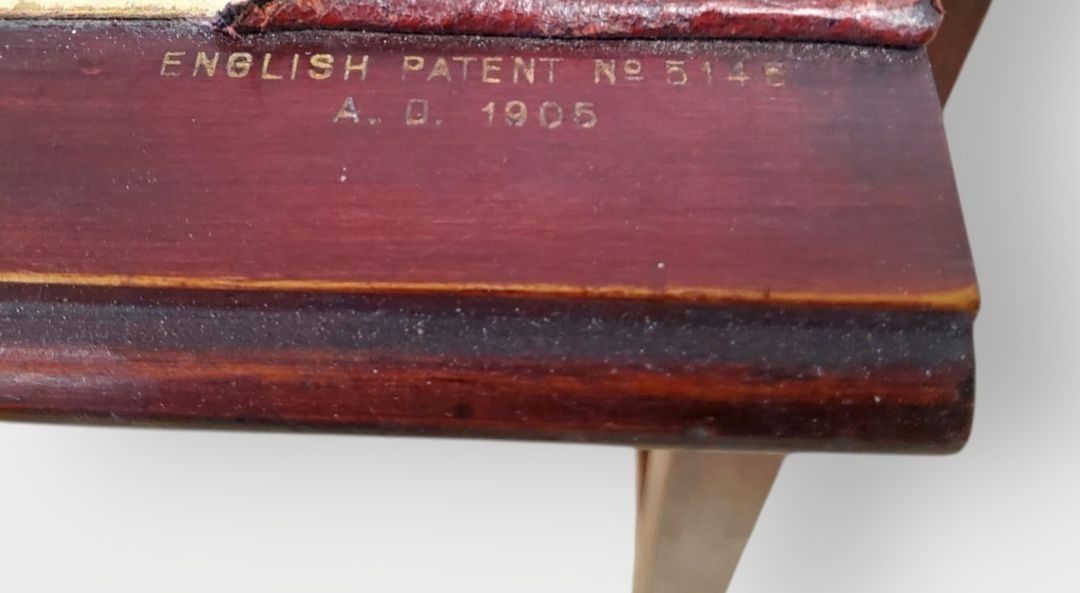 ENGLISH PATENT Nº 5145
A. D. 1905